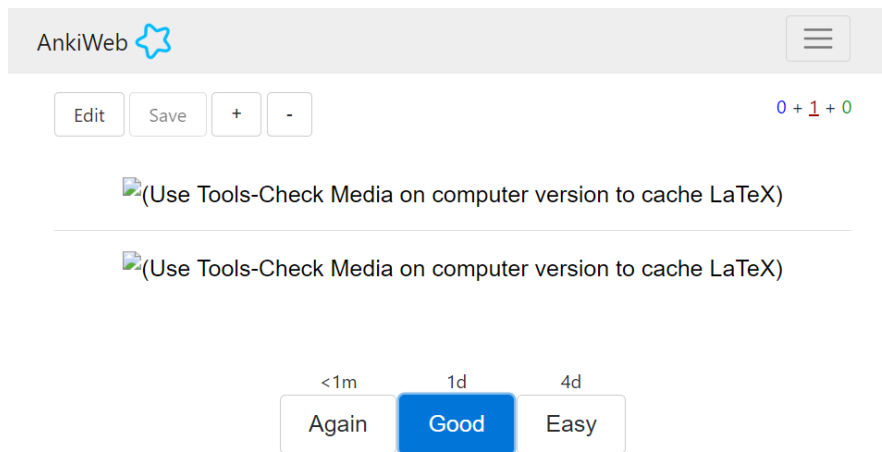 AnkiWeb
Edit Save + - 0 + 1 + 0
(Use Tools-Check Media on computer version to cache LaTeX)
(Use Tools-Check Media on computer version to cache LaTeX)
<1m 1d 4d
Again Good Easy